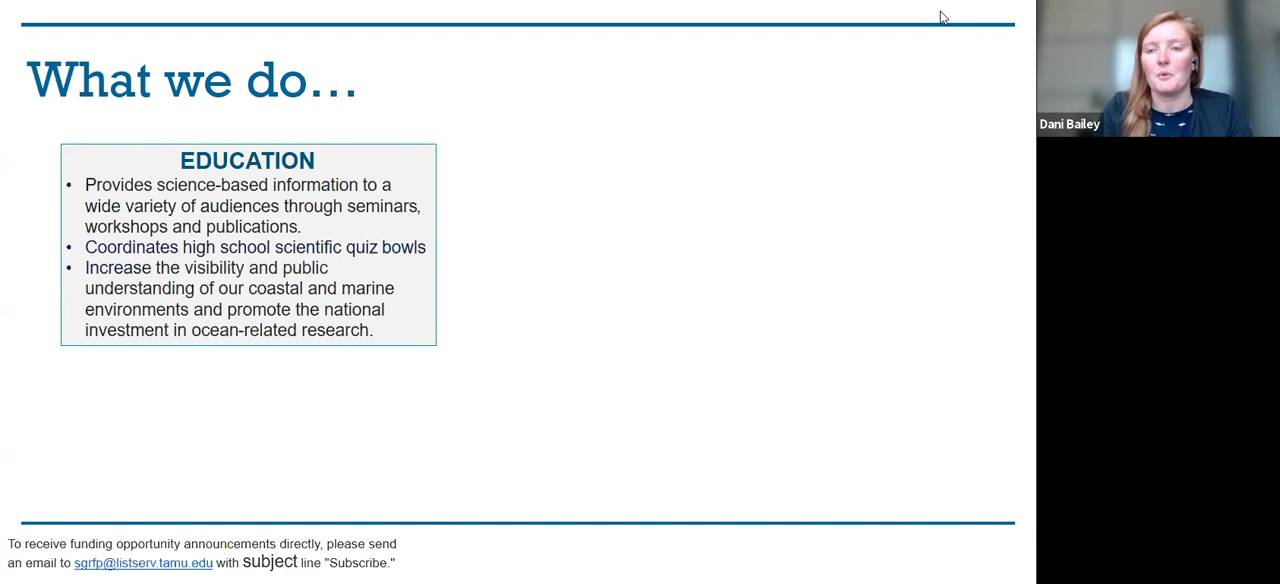 What we do...
EDUCATION
• Provides science-based information to a
wide variety of audiences through seminars,
workshops and publications.
• Coordinates high school scientific quiz bowls
• Increase the visibility and public
understanding of our coastal and marine
environments and promote the national
investment in ocean-related research.
To receive funding opportunity announcements directly, please send
an email to sgrfp@listserv.tamu.edu with subject line "Subscribe."
Dani Bailey